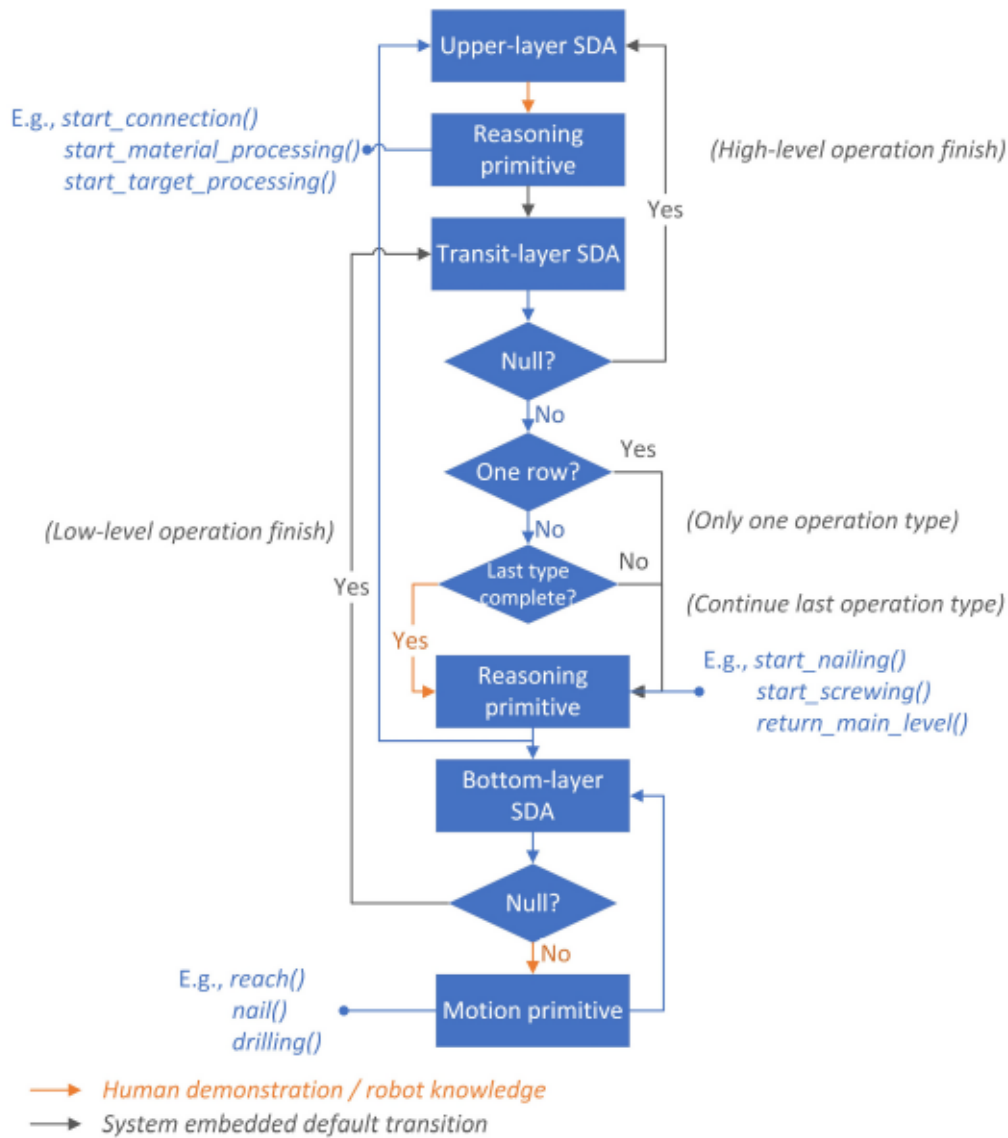 Upper-layer SDA
E.g., start_connection()
start_material_processing()
start_target_processing()
Reasoning
primitive
(High-level operation finish)
Yes
Transit-layer SDA
Null?
No
One row?
Yes
(Only one operation type)
(Low-level operation finish)
No
Last type
complete?
No
(Continue last operation type)
Yes
Yes
Reasoning
primitive
E.g., start_nailing()
start_screwing()
return_main_level()
Bottom-layer
SDA
Null?
No
E.g., reach()
nail()
drilling()
Motion primitive
Human demonstration / robot knowledge
System embedded default transition